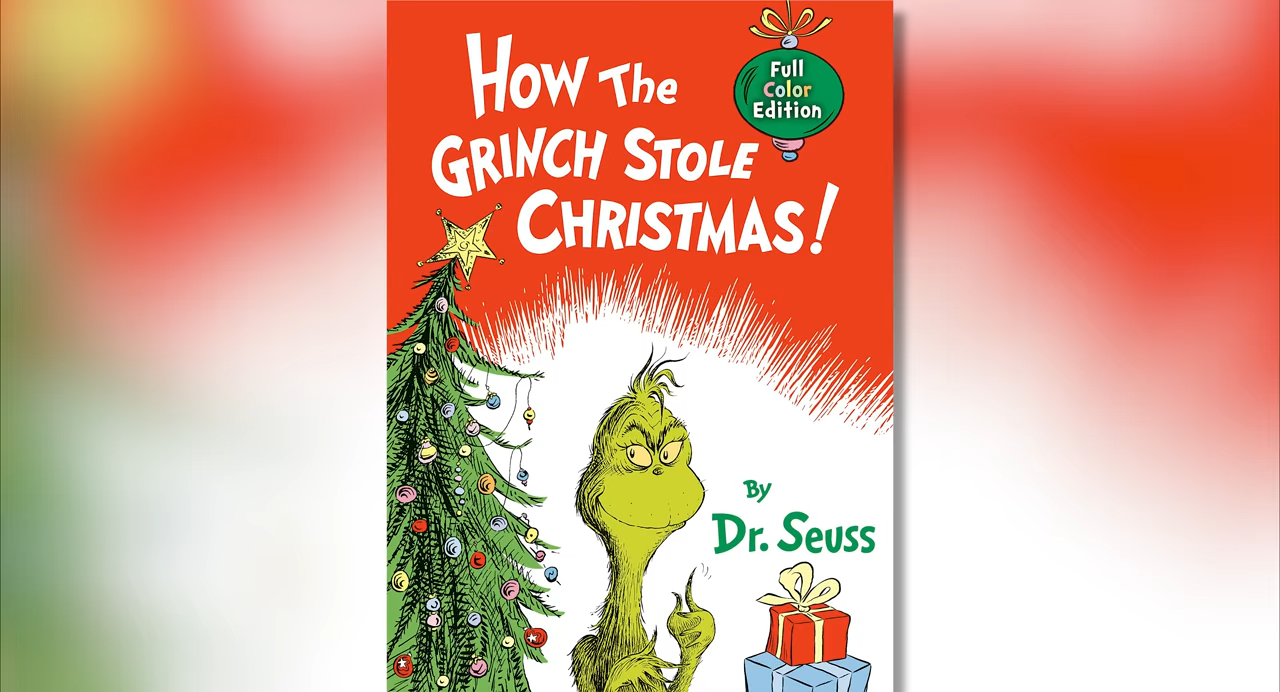 How The
Grinch Stole
Christmas!
Full
Color
Edition
By
Dr. Seuss